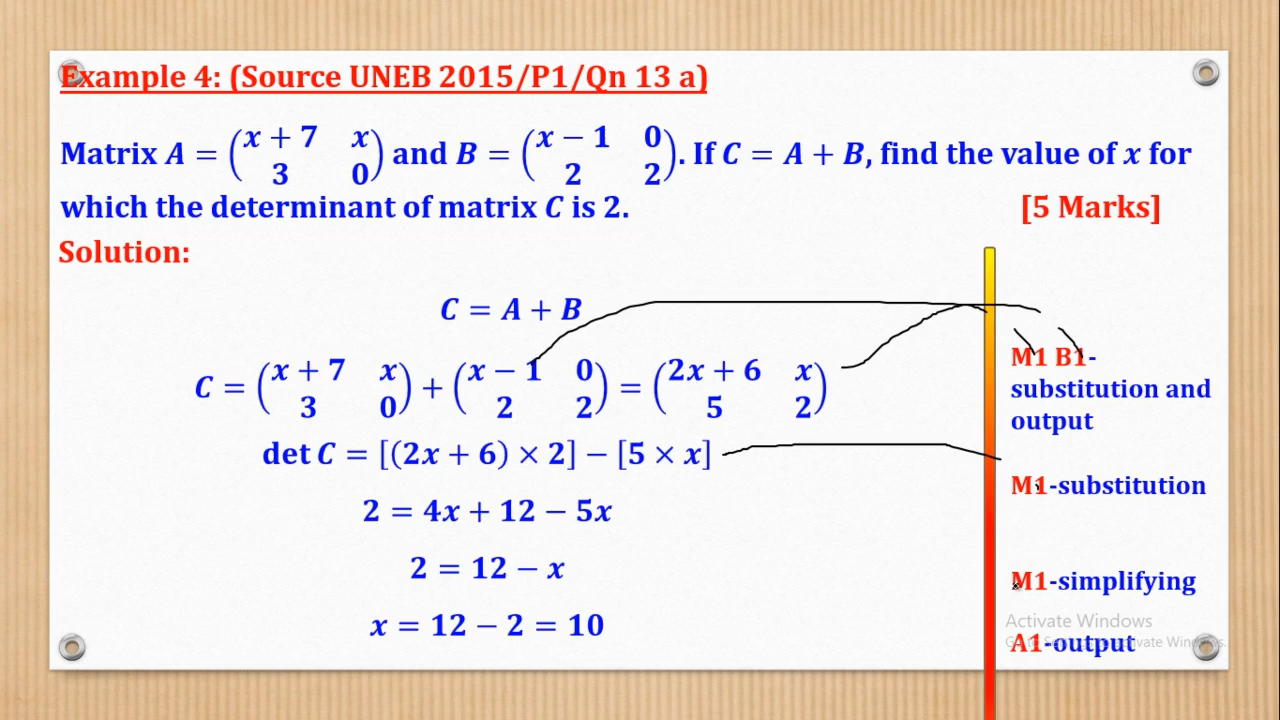 Example 4: (Source UNEB 2015/P1/Qn 13 a)
Matrix A = (x + 7 x 3 0) and B = (x − 1 0 2 2). If C = A + B, find the value of x for
which the determinant of matrix C is 2. [5 Marks]
Solution:
C = A + B
C = (x + 7 x 3 0) + (x − 1 0 2 2) = (2x + 6 x 5 2)
M1 B1-
substitution and
output
det C = [(2x + 6) × 2] − [5 × x]
M1-substitution
2 = 4x + 12 − 5x
2 = 12 − x
M1-simplifying
x = 12 − 2 = 10
Activate Windows
A1-output